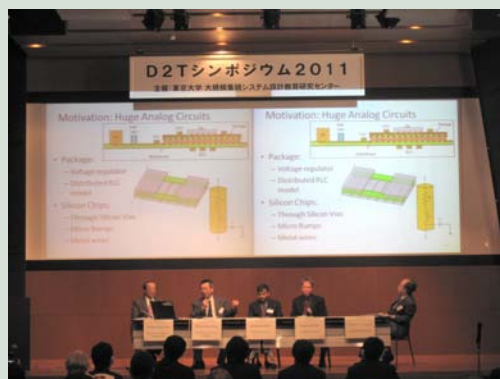 D2Tシンポジウム2011
主催：東京大学 大規模集積システム設計教育研究センター
Motivation: Huge Analog Circuits
• Package:
— Voltage regulator
— Distributed RLC
model
• Silicon Chips:
— Through Silicon Vias
— Micro Bumps
— Metal wires
Motivation: Huge Analog Circuits
• Package:
— Voltage regulator
— Distributed RLC
model
• Silicon Chips:
— Through Silicon Vias
— Micro Bumps
— Metal wires